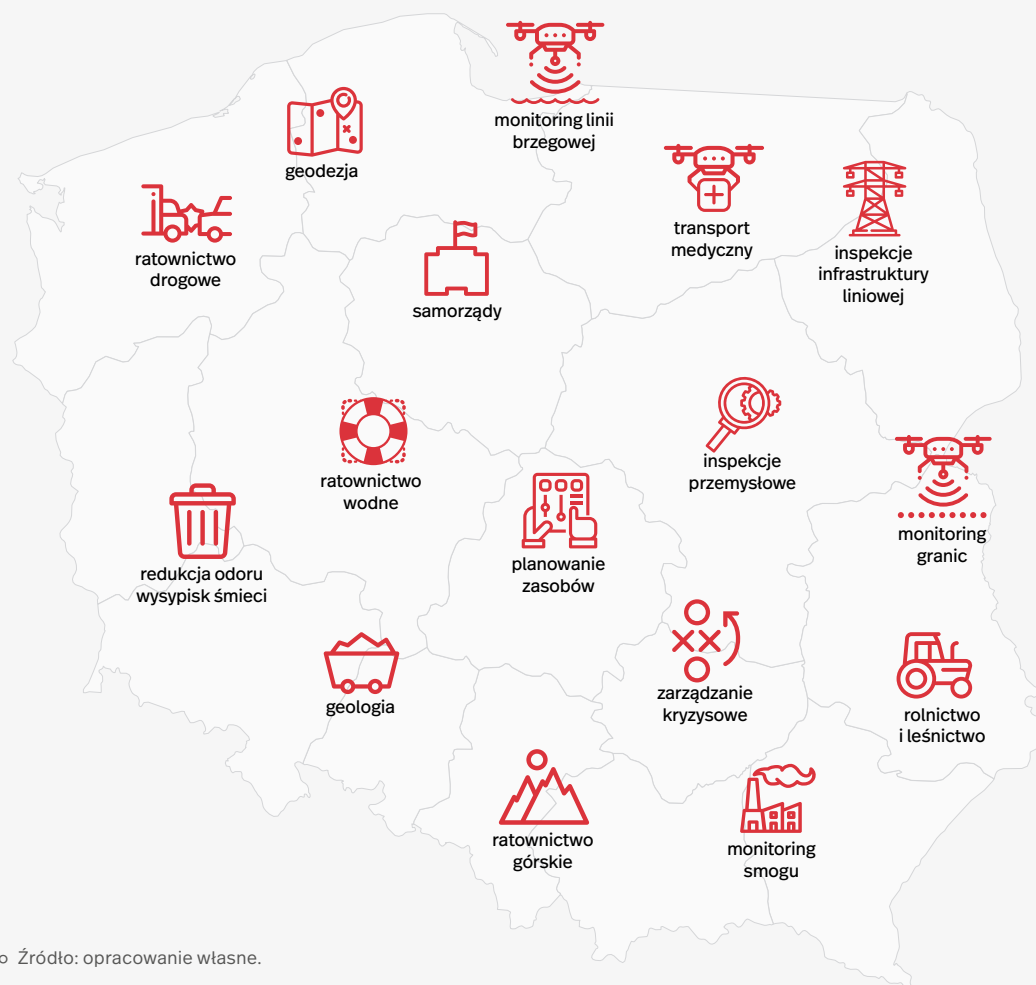 monitoring linii
brzegowej
geodezja
transport
medyczny
ratownictwo
drogowe
inspekcje
infrastruktury
liniowej
samorządy
inspekcje
przemysłowe
ratownictwo
wodne
monitoring
granic
planowanie
zasobów
redukcja odoru
wysypisk śmieci
zarządzanie
kryzysowe
geologia
rolnictwo
i leśnictwo
ratownictwo
górskie
monitoring
smogu
Źródło: opracowanie własne.